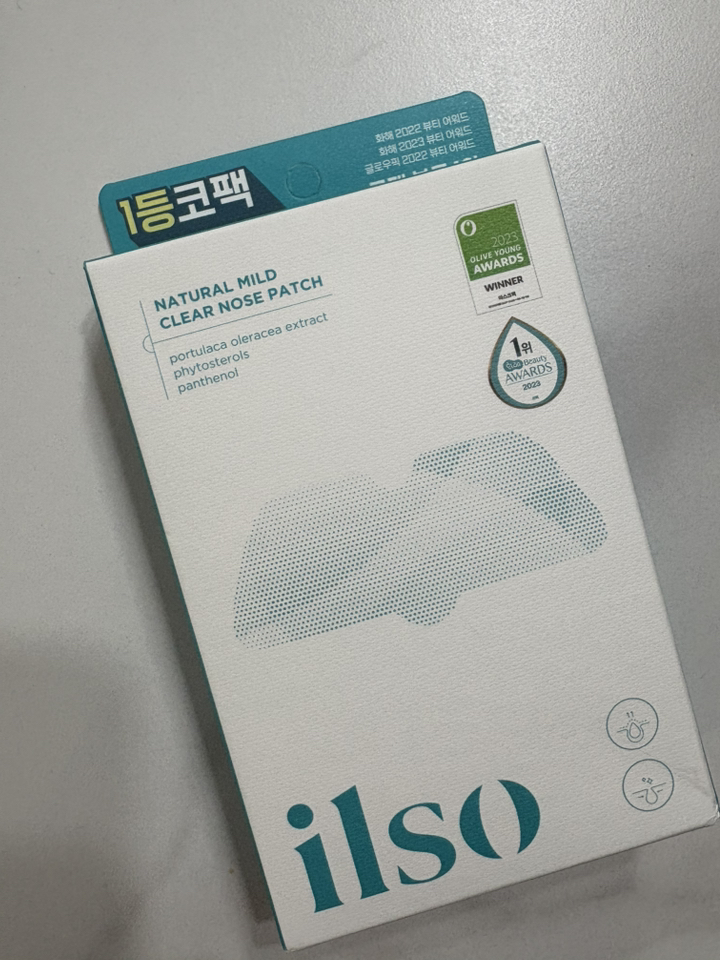 화해 2022 뷰티 어워드
화해 2023 뷰티 어워드
글로우픽 2022 뷰티 어워드
1등코팩
NATURAL MILD
CLEAR NOSE PATCH
portulaca oleracea extract
phytosterols
panthenol
2023
OLIVE YOUNG
AWARDS
WINNER
1위
Beauty
AWARDS
2023
ilso